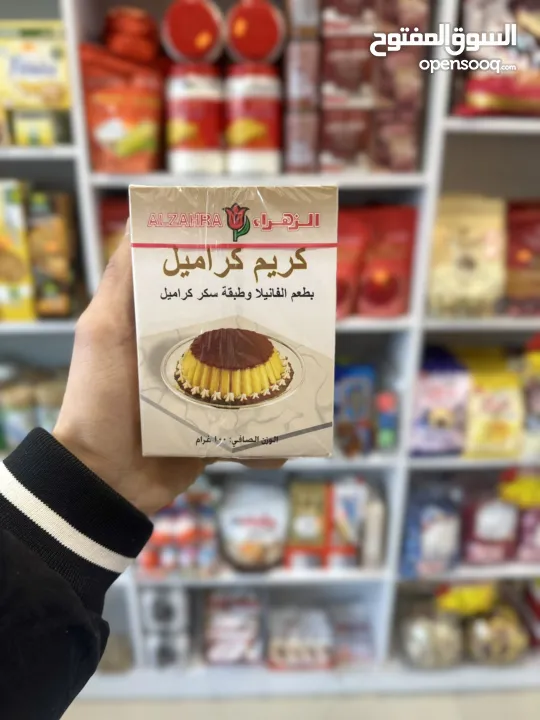 السوق المفتوح
opensooq.com
ALZAHRA الزهراء
كريم كراميل
بطعم الفانيلا وطبقة سكر كراميل
الوزن الصافي: ١٠٠ غرام